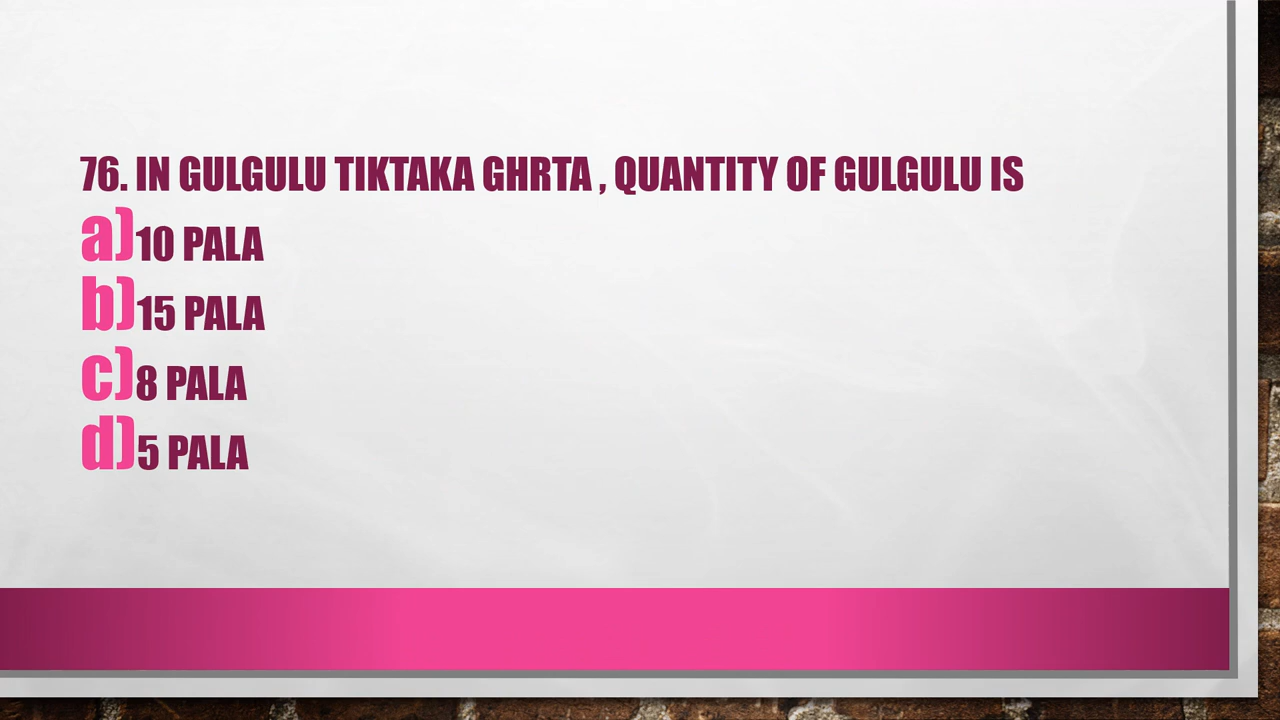 76. IN GULGULU TIKTAKA GHRTA , QUANTITY OF GULGULU IS
a)10 PALA
b)15 PALA
c)8 PALA
d)5 PALA